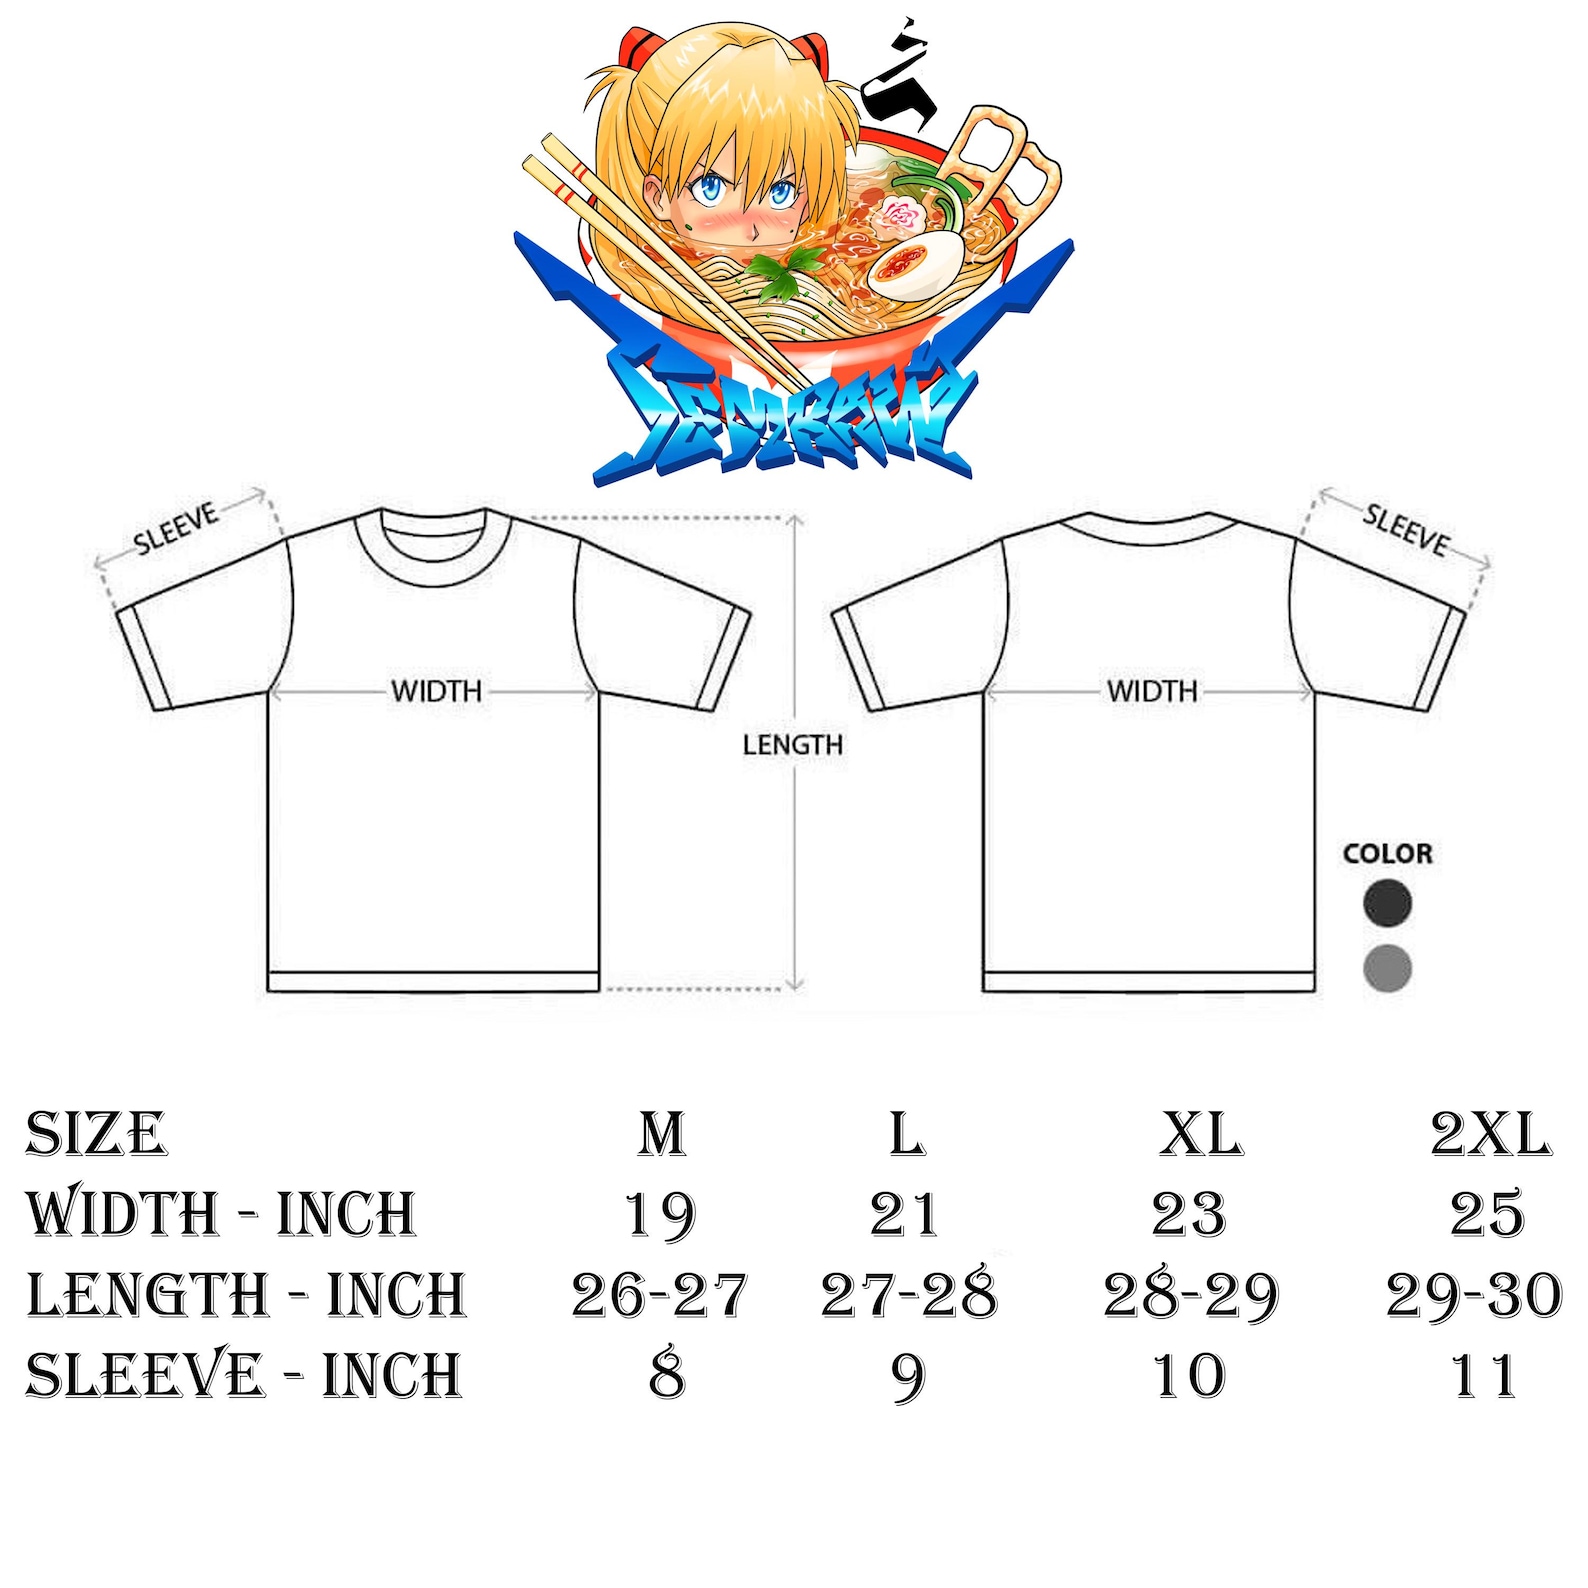 SEMRAWZ
SLEEVE
SLEEVE
WIDTH
WIDTH
LENGTH
COLOR
SIZE M L XL 2XL
WIDTH - INCH 19 21 23 25
LENGTH - INCH 26-27 27-28 28-29 29-30
SLEEVE - INCH 8 9 10 11